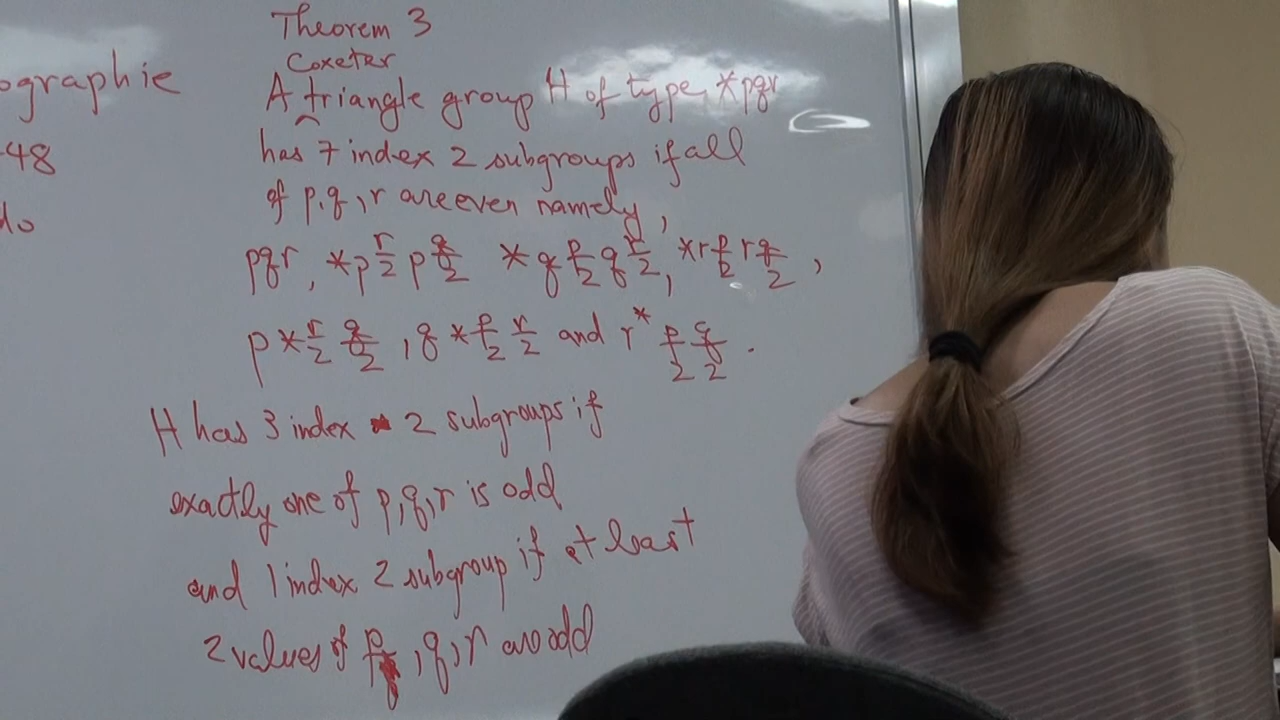 ographie
-48
do
Theorem 3
Coxeter
A ^ triangle group H of type *pqr
has 7 index 2 subgroups if all
of p,q,r are even namely,
pqr, *p r/2 p q/2 *q p/2 q r/2, *r p/2 r q/2,
p * r/2 q/2, q * p/2 r/2 and r * p/2 q/2.
H has 3 index 2 subgroups if
exactly one of p,q,r is odd
and 1 index 2 subgroup if at least
2 values of p, q, r are odd